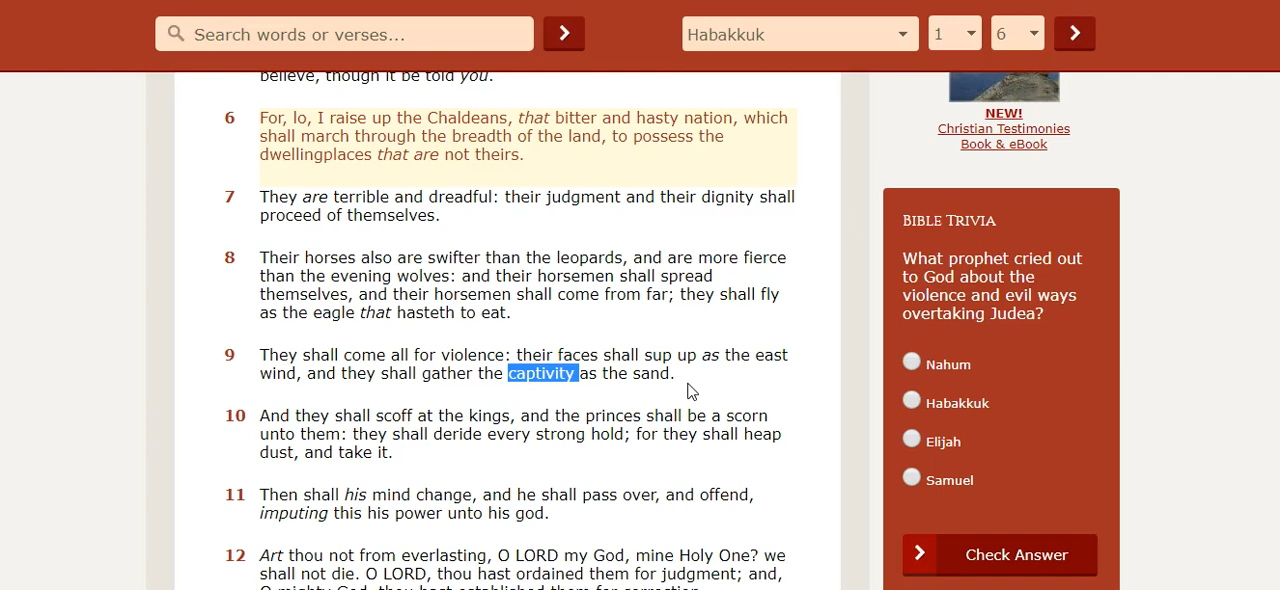 Search words or verses...
Habakkuk
1
6
believe, though it be told you.
6 For, lo, I raise up the Chaldeans, that bitter and hasty nation, which
shall march through the breadth of the land, to possess the
dwellingplaces that are not theirs.
7 They are terrible and dreadful: their judgment and their dignity shall
proceed of themselves.
8 Their horses also are swifter than the leopards, and are more fierce
than the evening wolves: and their horsemen shall spread
themselves, and their horsemen shall come from far; they shall fly
as the eagle that hasteth to eat.
9 They shall come all for violence: their faces shall sup up as the east
wind, and they shall gather the captivity as the sand.
10 And they shall scoff at the kings, and the princes shall be a scorn
unto them: they shall deride every strong hold; for they shall heap
dust, and take it.
11 Then shall his mind change, and he shall pass over, and offend,
imputing this his power unto his god.
12 Art thou not from everlasting, O LORD my God, mine Holy One? we
shall not die. O LORD, thou hast ordained them for judgment; and,
O mighty God, thou hast established them for correction.
NEW!
Christian Testimonies
Book & eBook
BIBLE TRIVIA
What prophet cried out
to God about the
violence and evil ways
overtaking Judea?
Nahum
Habakkuk
Elijah
Samuel
Check Answer